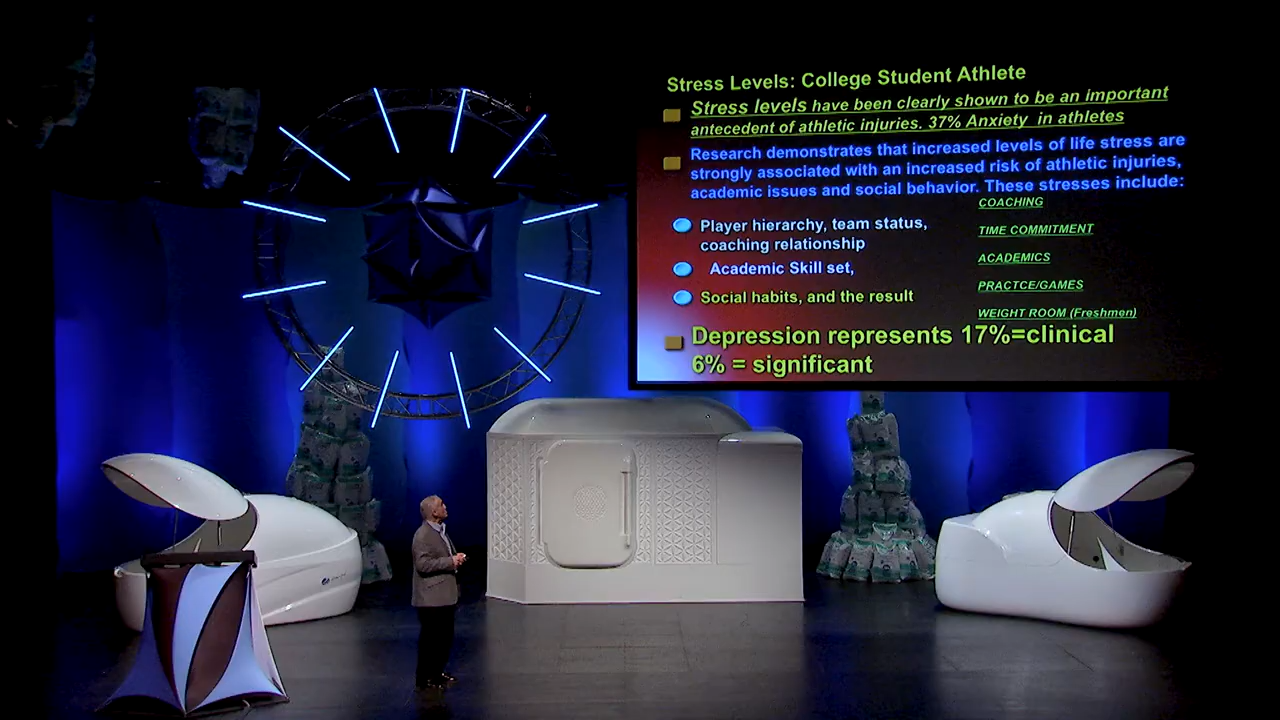 Stress Levels: College Student Athlete
Stress levels have been clearly shown to be an important
antecedent of athletic injuries. 37% Anxiety in athletes
Research demonstrates that increased levels of life stress are
strongly associated with an increased risk of athletic injuries,
academic issues and social behavior. These stresses include:
Player hierarchy, team status,
coaching relationship
Academic Skill set,
Social habits, and the result
COACHING
TIME COMMITMENT
ACADEMICS
PRACTCE/GAMES
WEIGHT ROOM (Freshmen)
Depression represents 17%=clinical
6% = significant